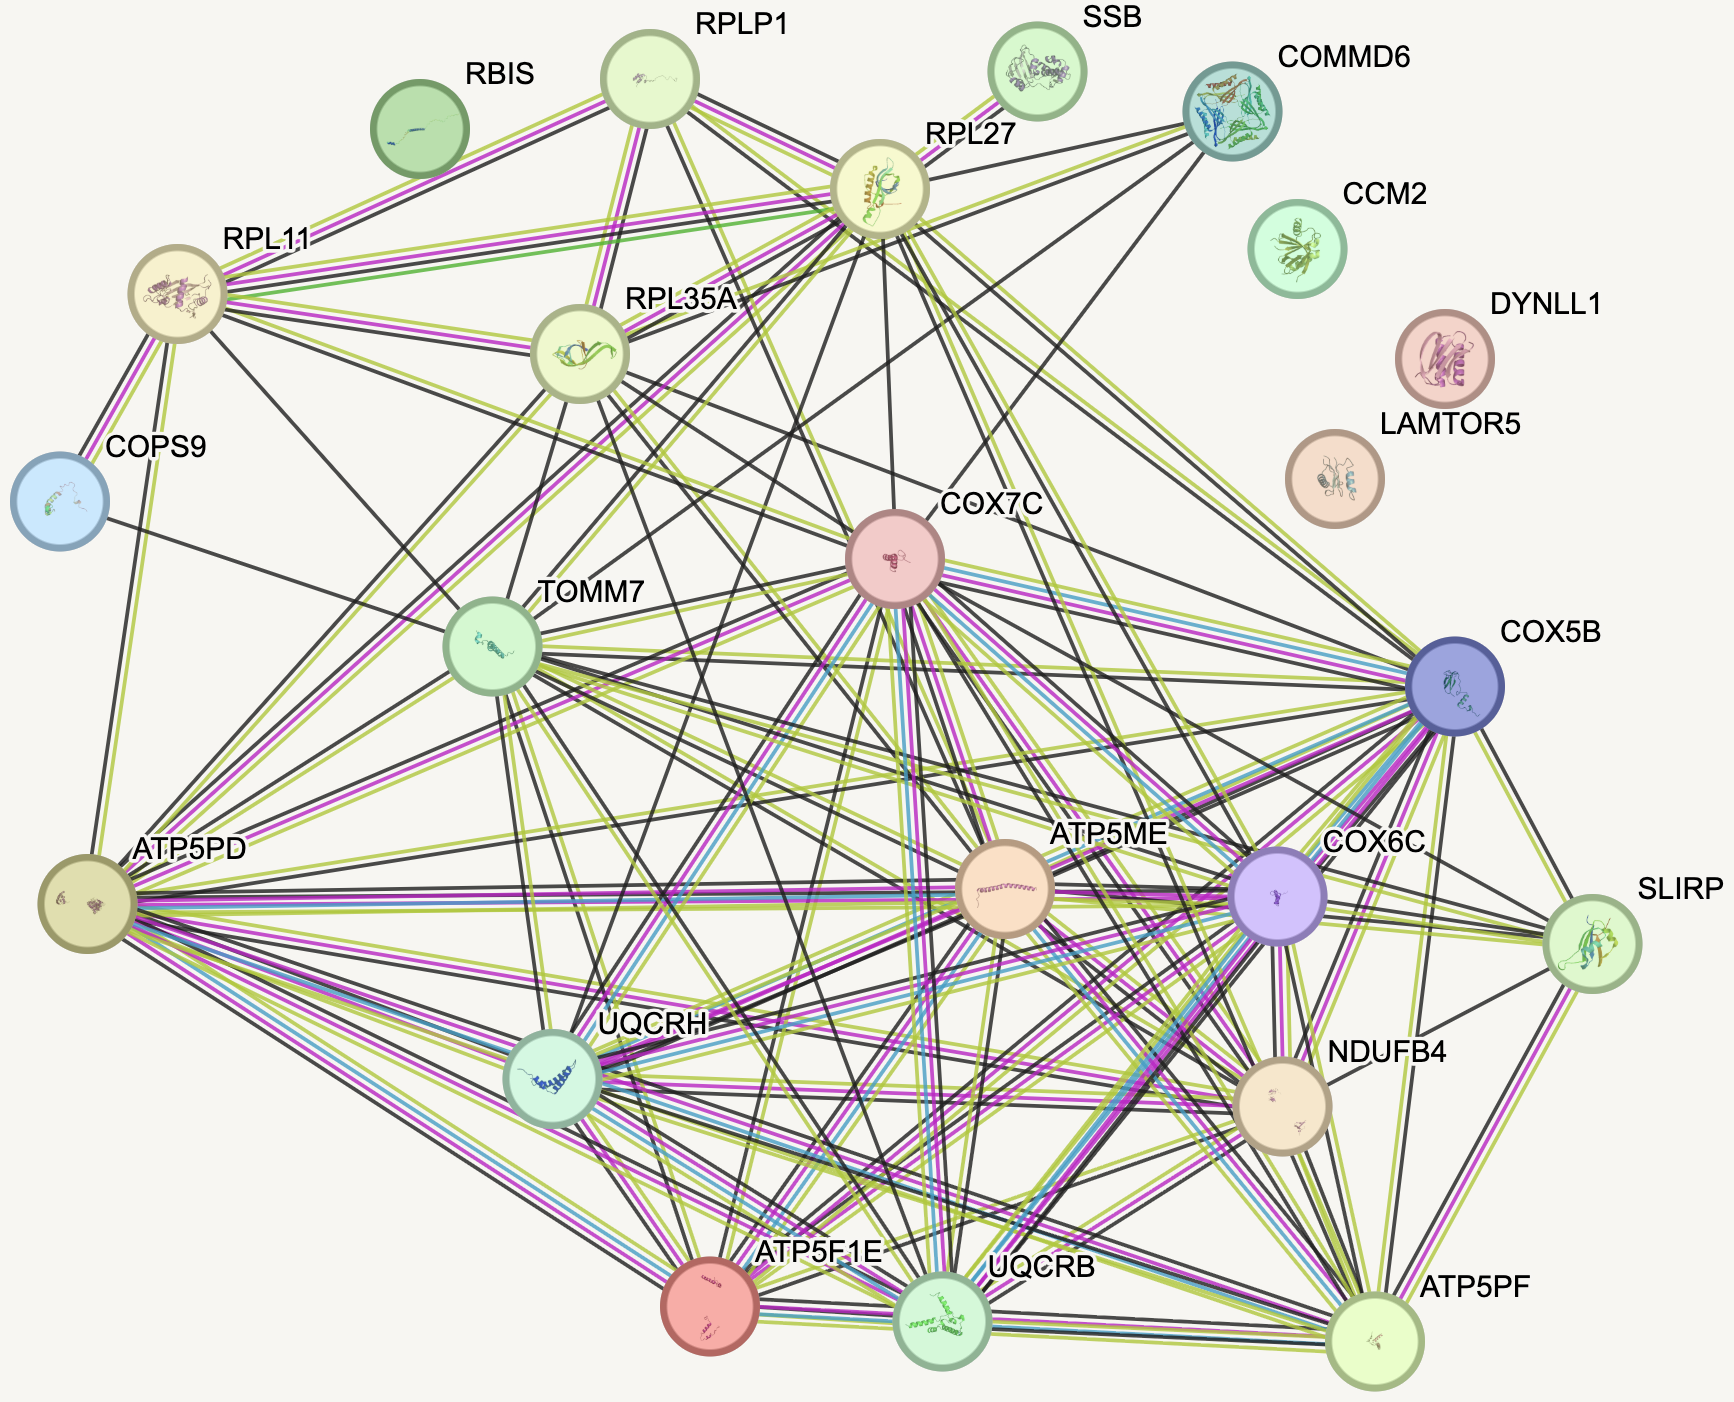 RPLP1
SSB
COMMD6
RBIS
RPL27
CCM2
RPL11
RPL35A
DYNLL1
LAMTOR5
COPS9
COX7C
TOMM7
COX5B
ATP5PD
ATP5ME
COX6C
SLIRP
UQCRH
NDUFB4
ATP5F1E
UQCRB
ATP5PF